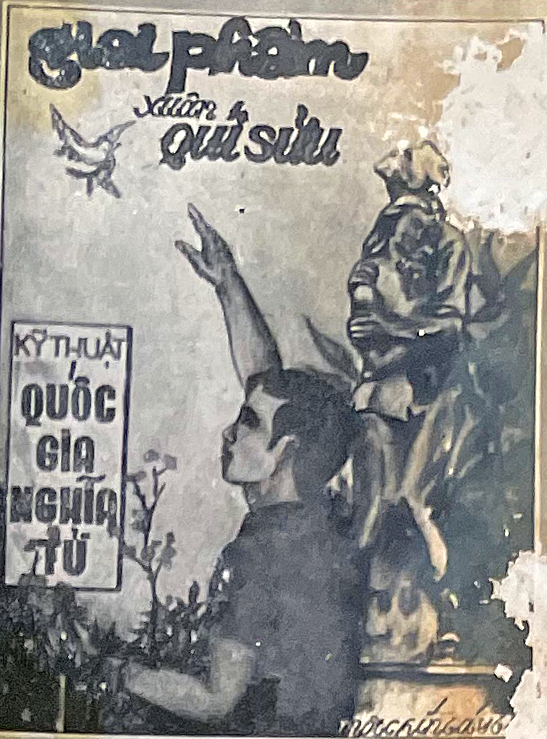 giai phẩm
xuân
QUÍ SỬU
KỸ THUẬT
QUỐC
GIA
NGHĨA
TỬ